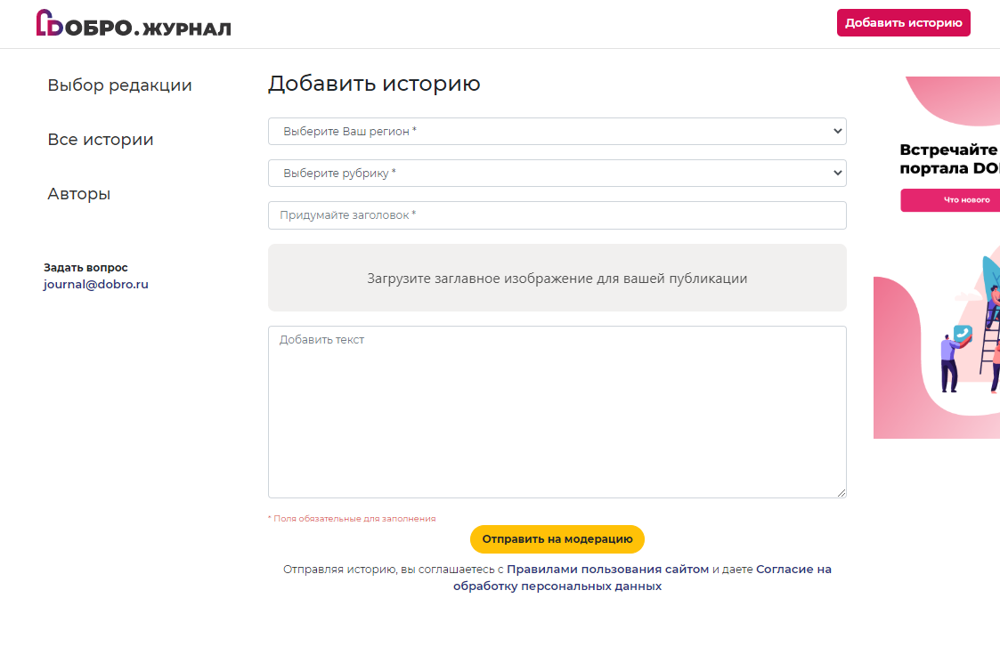 ДОБРО.ЖУРНАЛ
Добавить историю
Выбор редакции
Все истории
Авторы
Задать вопрос
journal@dobro.ru
Добавить историю
Выберите Ваш регион *
Выберите рубрику *
Придумайте заголовок *
Загрузите заглавное изображение для вашей публикации
Добавить текст
* Поля обязательные для заполнения
Отправить на модерацию
Отправляя историю, вы соглашаетесь с Правилами пользования сайтом и даете Согласие на
обработку персональных данных
Встречайте
портала
Что нового